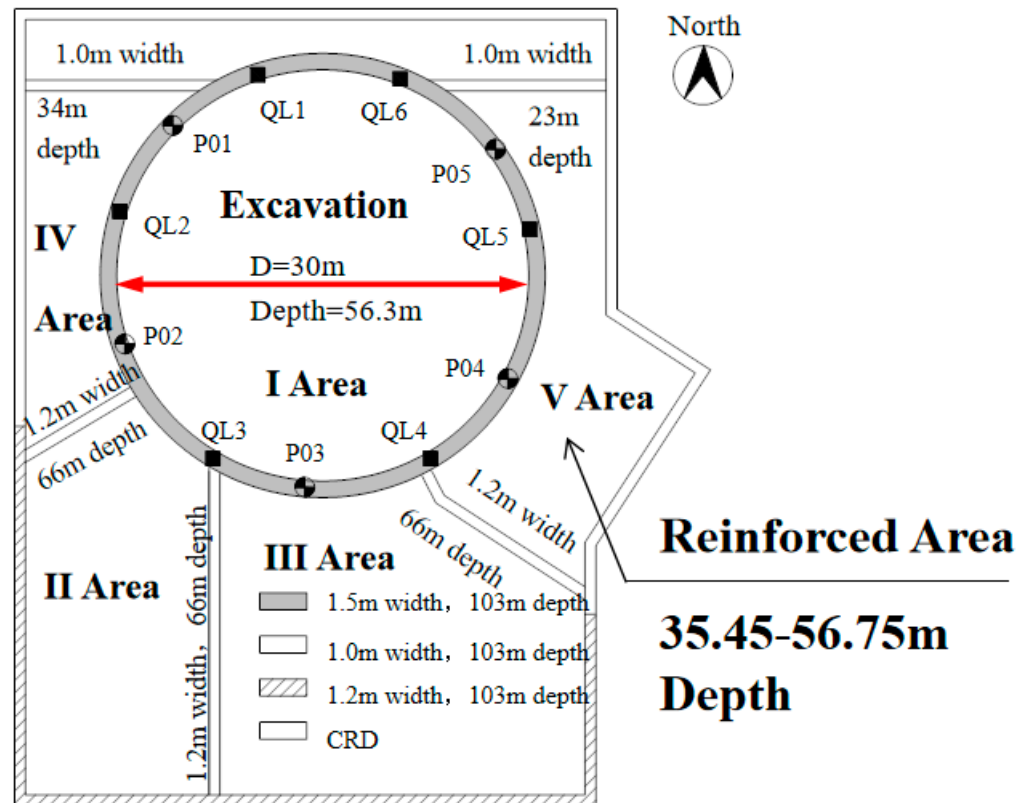 North
1.0m width
1.0m width
34m
depth
QL1
QL6
23m
depth
P01
P05
Excavation
IV
QL2
QL5
D=30m
Depth=56.3m
Area
P02
I Area
P04
V Area
1.2m width
66m depth
QL3
P03
QL4
1.2m width
66m depth
Reinforced Area
35.45-56.75m
Depth
II Area
1.2m width，66m depth
III Area
1.5m width，103m depth
1.0m width，103m depth
1.2m width，103m depth
CRD